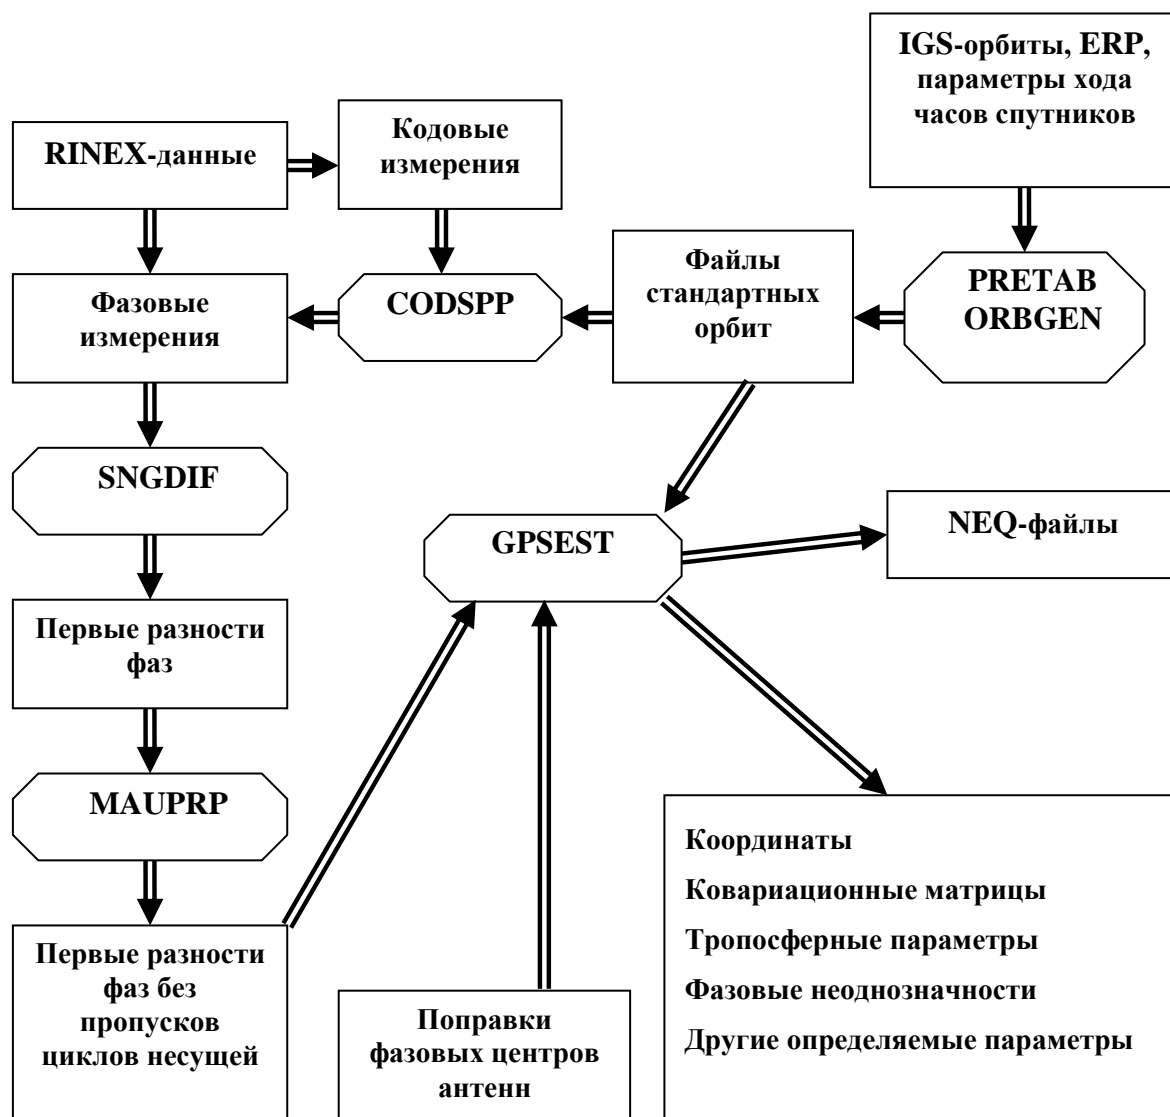 IGS-орбиты, ERP,
параметры хода
часов спутников
RINEX-данные
Кодовые
измерения
Фазовые
измерения
CODSPP
Файлы
стандартных
орбит
PRETAB
ORBGEN
SNGDIF
GPSEST
NEQ-файлы
Первые разности
фаз
MAUPRP
Первые разности
фаз без
пропусков
циклов несущей
Поправки
фазовых центров
антенн
Координаты
Ковариационные матрицы
Тропосферные параметры
Фазовые неоднозначности
Другие определяемые параметры